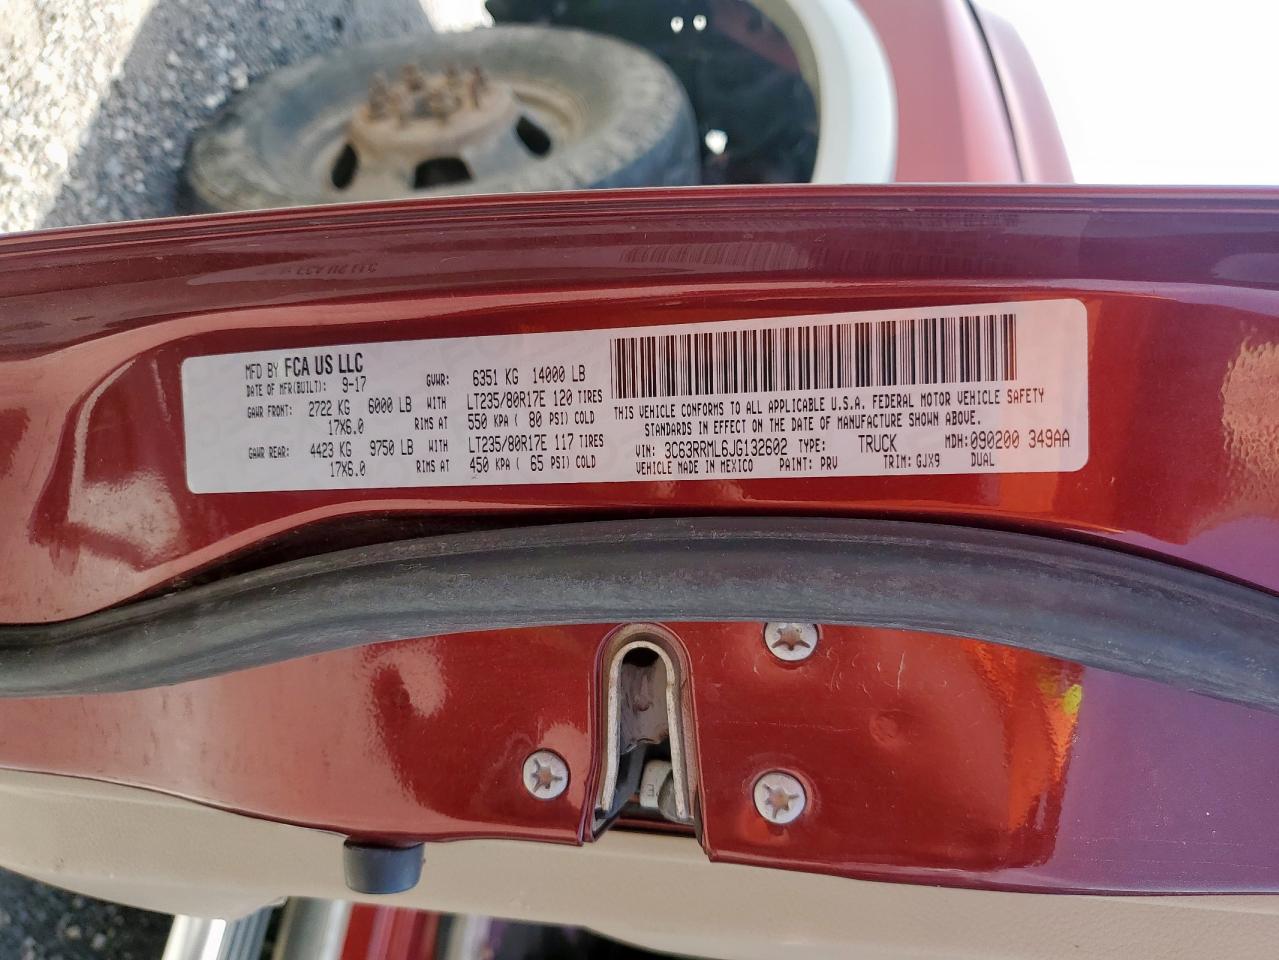 MFD BY FCA US LLC
DATE OF MFR(BUILT): 9-17 GVWR: 6351 KG 14000 LB
GAWR FRONT: 2722 KG 6000 LB WITH LT235/80R17E 120 TIRES
17X6.0 RIMS AT 550 KPA ( 80 PSI) COLD
GAWR REAR: 4423 KG 9750 LB WITH LT235/80R17E 117 TIRES
17X6.0 RIMS AT 450 KPA ( 65 PSI) COLD
THIS VEHICLE CONFORMS TO ALL APPLICABLE U.S.A. FEDERAL MOTOR VEHICLE SAFETY
STANDARDS IN EFFECT ON THE DATE OF MANUFACTURE SHOWN ABOVE.
VIN: 3C63RRML6JG132602 TYPE: TRUCK MDH: 090200 349AA
VEHICLE MADE IN MEXICO PAINT: PRV TRIM: GJX9 DUAL